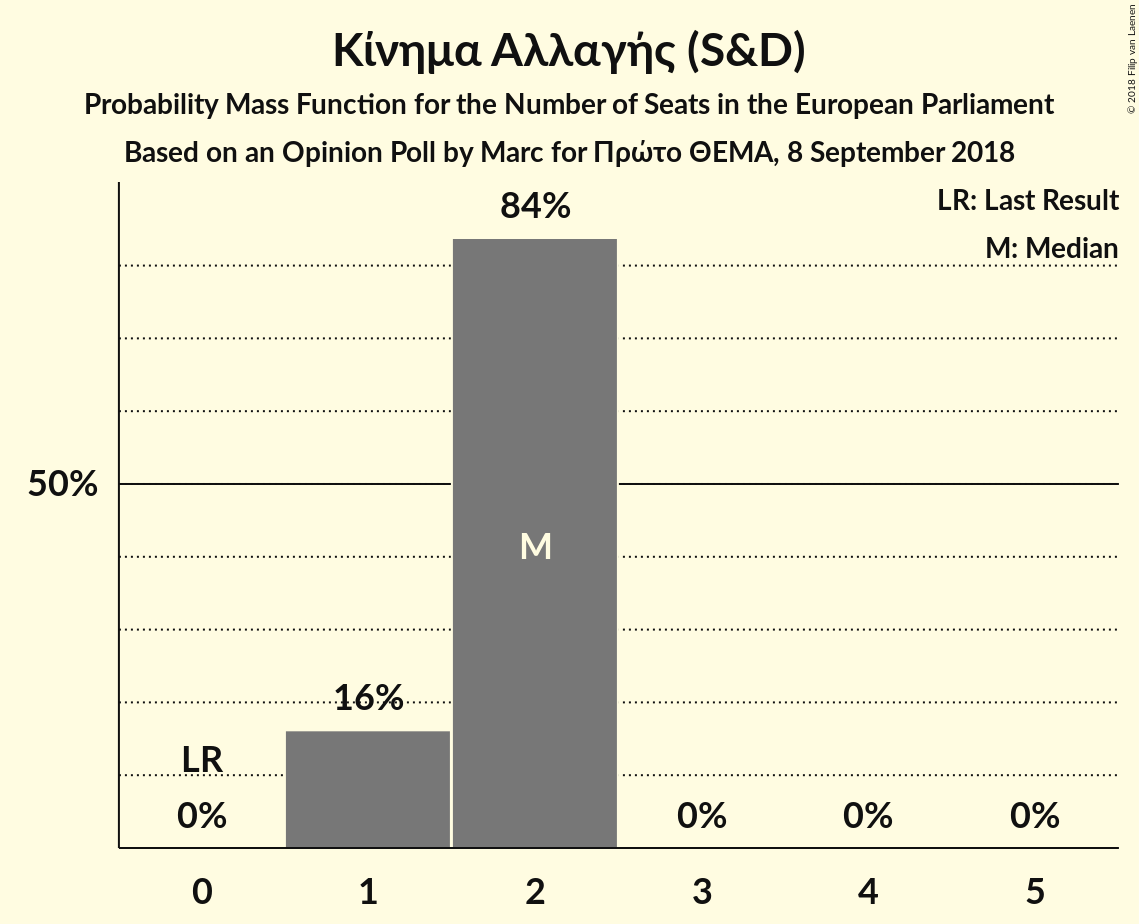 Κίνημα Αλλαγής (S&D)
Probability Mass Function for the Number of Seats in the European Parliament
Based on an Opinion Poll by Marc for Πρώτο ΘΕΜΑ, 8 September 2018
© 2018 Filip van Laenen
LR: Last Result
M: Median
84%
50%
M
16%
LR
0%
0%
0%
0%
0
1
2
3
4
5